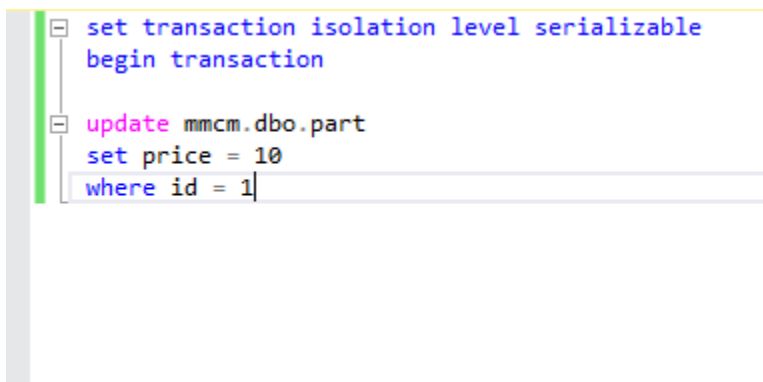 set transaction isolation level serializable
begin transaction
update mmcm.dbo.part
set price = 10
where id = 1